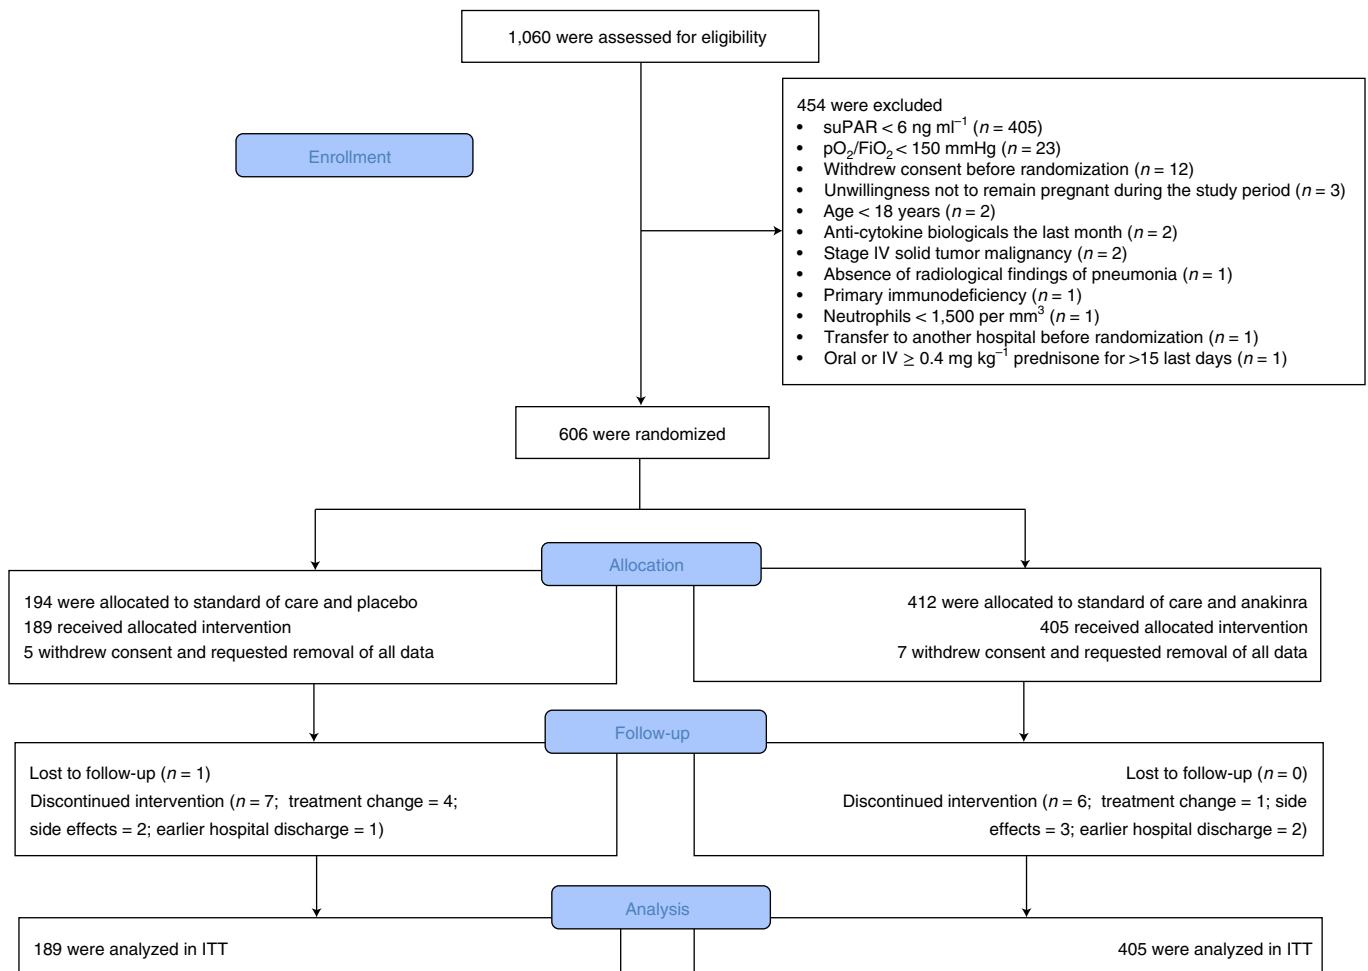 1,060 were assessed for eligibility
454 were excluded
• suPAR < 6 ng ml⁻¹ (n = 405)
• pO₂/FiO₂ < 150 mmHg (n = 23)
• Withdrew consent before randomization (n = 12)
• Unwillingness not to remain pregnant during the study period (n = 3)
• Age < 18 years (n = 2)
• Anti-cytokine biologicals the last month (n = 2)
• Stage IV solid tumor malignancy (n = 2)
• Absence of radiological findings of pneumonia (n = 1)
• Primary immunodeficiency (n = 1)
• Neutrophils < 1,500 per mm³ (n = 1)
• Transfer to another hospital before randomization (n = 1)
• Oral or IV ≥ 0.4 mg kg⁻¹ prednisone for >15 last days (n = 1)
Enrollment
606 were randomized
Allocation
194 were allocated to standard of care and placebo
189 received allocated intervention
5 withdrew consent and requested removal of all data
412 were allocated to standard of care and anakinra
405 received allocated intervention
7 withdrew consent and requested removal of all data
Follow-up
Lost to follow-up (n = 1)
Discontinued intervention (n = 7; treatment change = 4;
side effects = 2; earlier hospital discharge = 1)
Lost to follow-up (n = 0)
Discontinued intervention (n = 6; treatment change = 1; side
effects = 3; earlier hospital discharge = 2)
Analysis
189 were analyzed in ITT
405 were analyzed in ITT